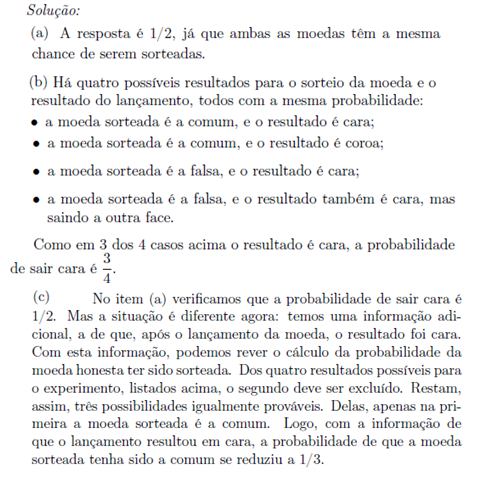 Solução:
(a) A resposta é 1/2, já que ambas as moedas têm a mesma
chance de serem sorteadas.
(b) Há quatro possíveis resultados para o sorteio da moeda e o
resultado do lançamento, todos com a mesma probabilidade:
• a moeda sorteada é a comum, e o resultado é cara;
• a moeda sorteada é a comum, e o resultado é coroa;
• a moeda sorteada é a falsa, e o resultado é cara;
• a moeda sorteada é a falsa, e o resultado também é cara, mas
saindo a outra face.
Como em 3 dos 4 casos acima o resultado é cara, a probabilidade
de sair cara é 3/4.
(c) No item (a) verificamos que a probabilidade de sair cara é
1/2. Mas a situação é diferente agora: temos uma informação adi-
cional, a de que, após o lançamento da moeda, o resultado foi cara.
Com esta informação, podemos rever o cálculo da probabilidade da
moeda honesta ter sido sorteada. Dos quatro resultados possíveis para
o experimento, listados acima, o segundo deve ser excluído. Restam,
assim, três possibilidades igualmente prováveis. Delas, apenas na pri-
meira a moeda sorteada é a comum. Logo, com a informação de
que o lançamento resultou em cara, a probabilidade de que a moeda
sorteada tenha sido a comum se reduziu a 1/3.